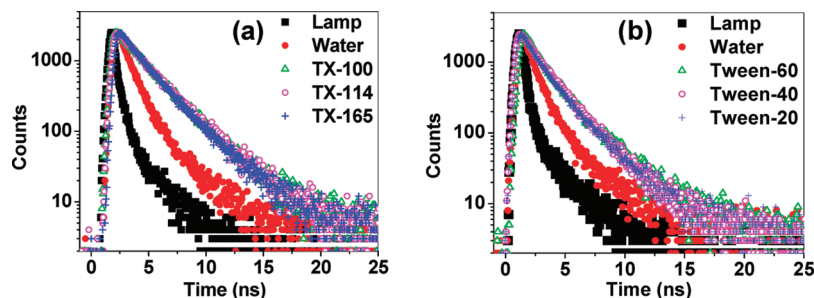 (a)
Lamp
Water
TX-100
TX-114
TX-165
1000
100
10
Counts
0 5 10 15 20 25
Time (ns)
(b)
Lamp
Water
Tween-60
Tween-40
Tween-20
1000
100
10
Counts
0 5 10 15 20 25
Time (ns)